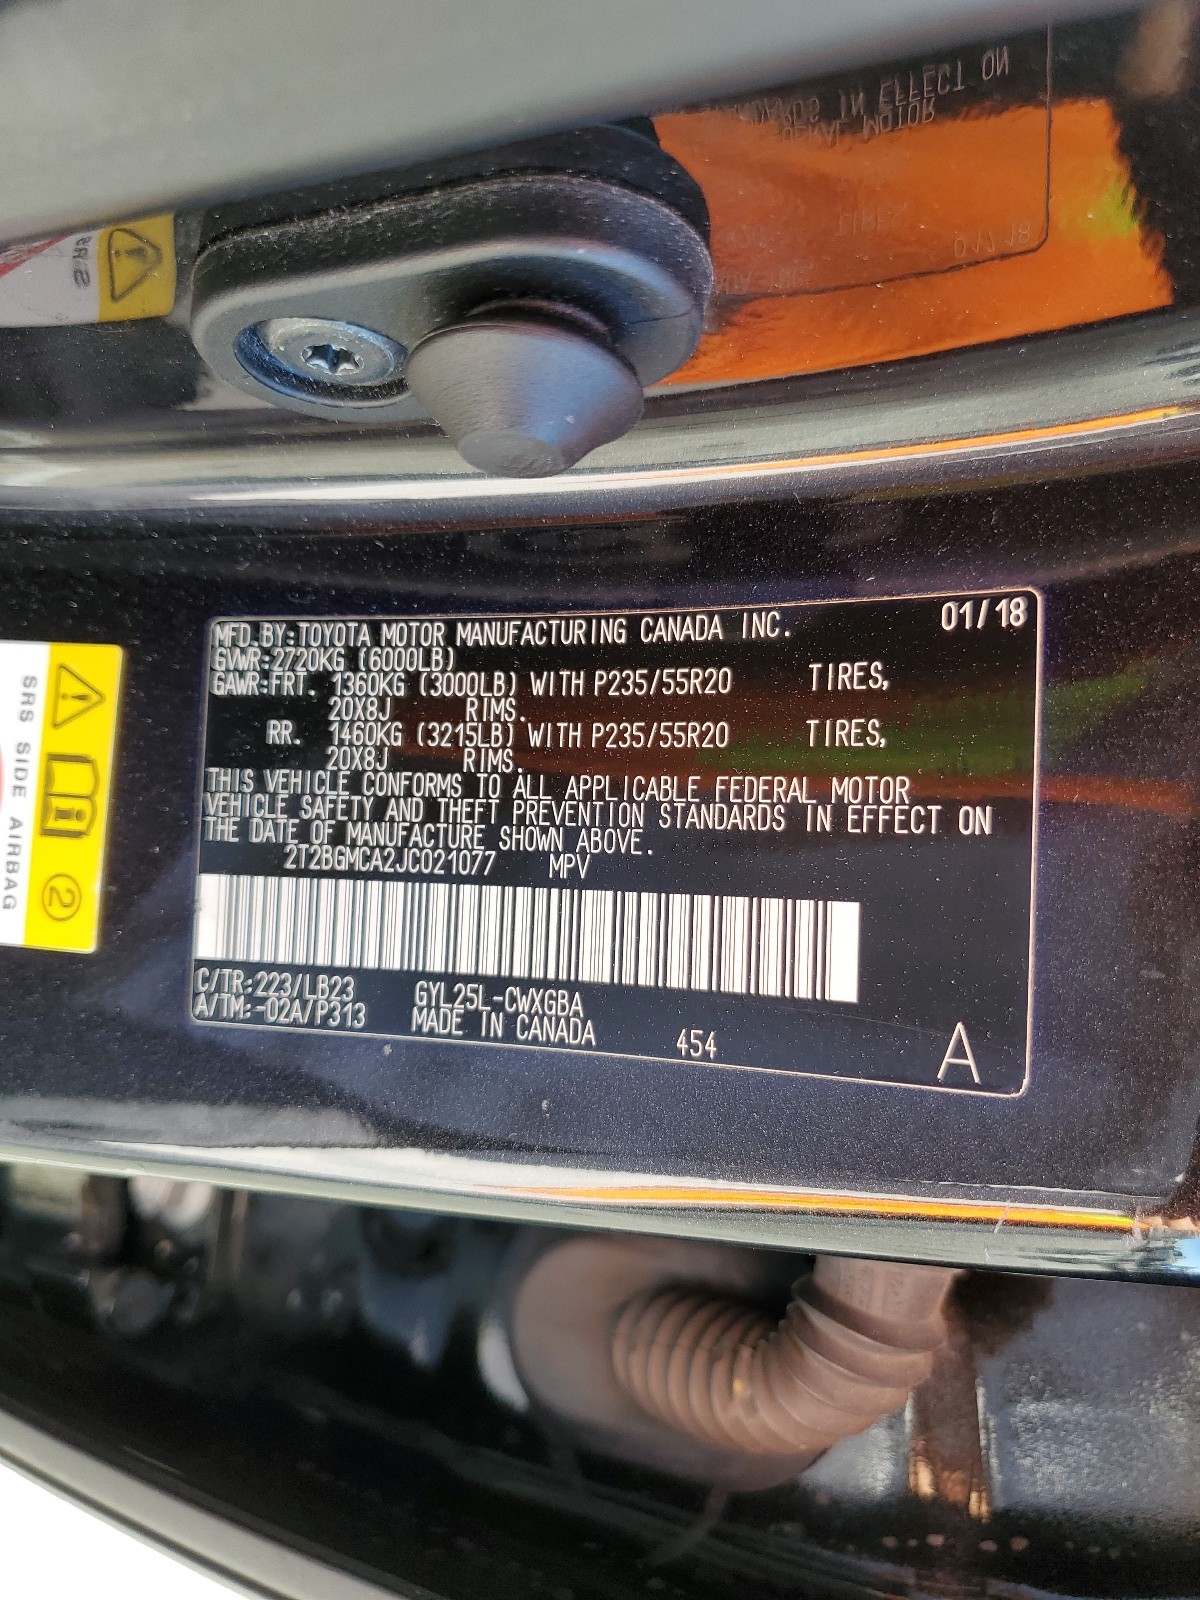 01/18
MFD.BY:TOYOTA MOTOR MANUFACTURING CANADA INC.
GVWR:2720KG (6000LB)
GAWR:FRT. 1360KG (3000LB) WITH P235/55R20 TIRES,
20X8J RIMS.
RR. 1460KG (3215LB) WITH P235/55R20 TIRES,
20X8J RIMS.
THIS VEHICLE CONFORMS TO ALL APPLICABLE FEDERAL MOTOR
VEHICLE SAFETY AND THEFT PREVENTION STANDARDS IN EFFECT ON
THE DATE OF MANUFACTURE SHOWN ABOVE.
2T2BGMCA2JC021077 MPV
C/TR:223/LB23 GYL25L-CWXGBA
A/TM:-02A/P313 MADE IN CANADA 454 A
SRS SIDE AIRBAG
2